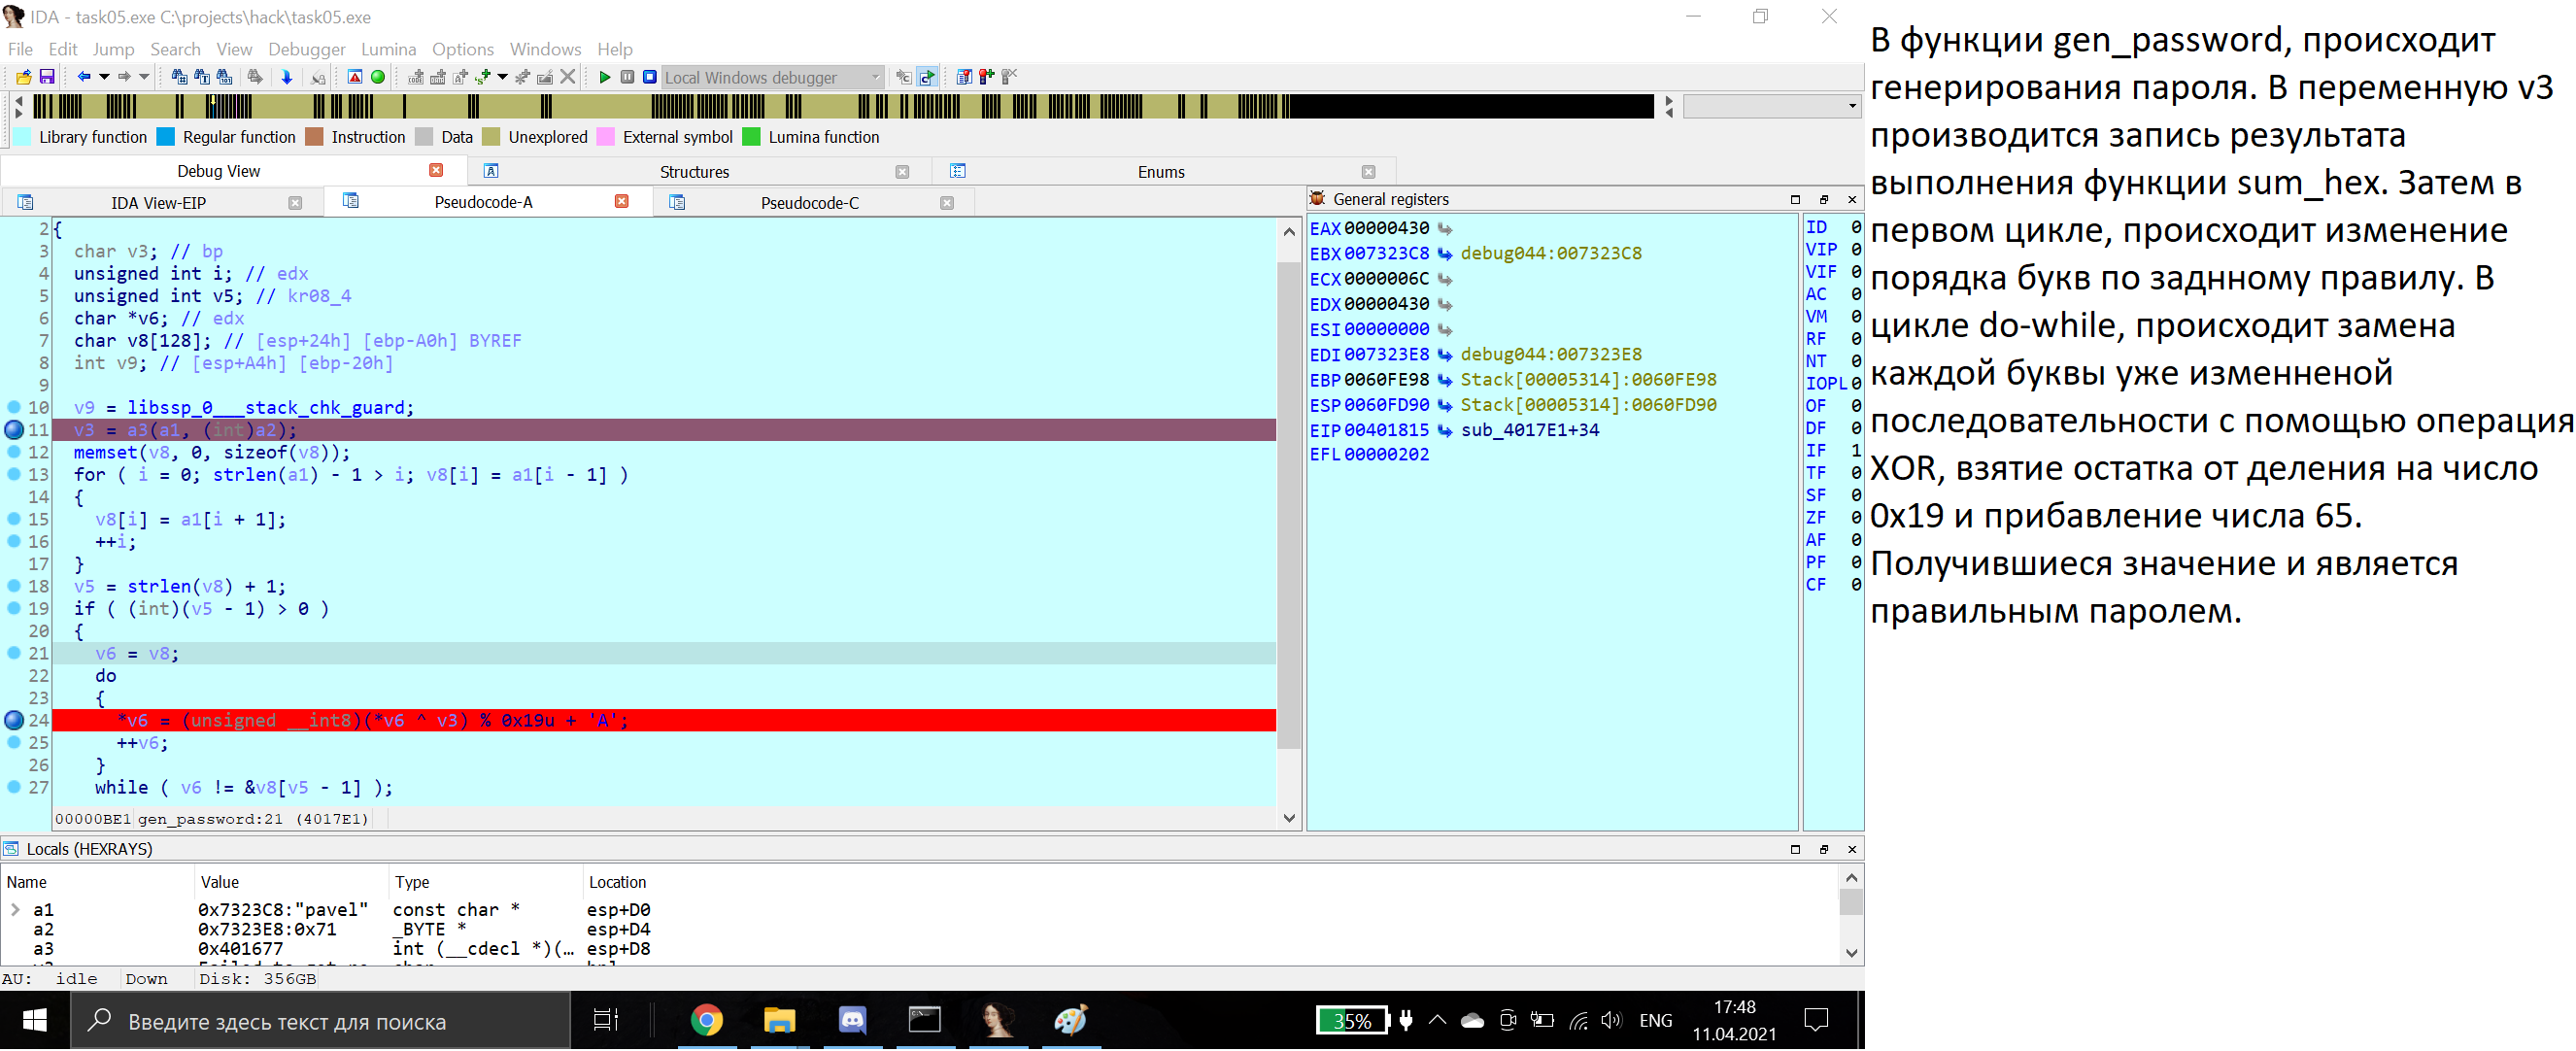 IDA - task05.exe C:\projects\hack\task05.exe
File Edit Jump Search View Debugger Lumina Options Windows Help
Local Windows debugger
Library function Regular function Instruction Data Unexplored External symbol Lumina function
Debug View Structures Enums
IDA View-EIP Pseudocode-A Pseudocode-C
2 {
3 char v3; // bp
4 unsigned int i; // edx
5 unsigned int v5; // kr08_4
6 char *v6; // edx
7 char v8[128]; // [esp+24h] [ebp-A0h] BYREF
8 int v9; // [esp+A4h] [ebp-20h]
9
10 v9 = libssp_0___stack_chk_guard;
11 v3 = a3(a1, (int)a2);
12 memset(v8, 0, sizeof(v8));
13 for ( i = 0; strlen(a1) - 1 > i; v8[i] = a1[i - 1] )
14 {
15 v8[i] = a1[i + 1];
16 ++i;
17 }
18 v5 = strlen(v8) + 1;
19 if ( (int)(v5 - 1) > 0 )
20 {
21 v6 = v8;
22 do
23 {
24 *v6 = (unsigned __int8)(*v6 ^ v3) % 0x19u + 'A';
25 ++v6;
26 }
27 while ( v6 != &v8[v5 - 1] );
00000BE1 gen_password:21 (4017E1)
General registers
EAX 00000430
EBX 007323C8 debug044:007323C8
ECX 0000006C
EDX 00000430
ESI 00000000
EDI 007323E8 debug044:007323E8
EBP 0060FE98 Stack[00005314]:0060FE98
ESP 0060FD90 Stack[00005314]:0060FD90
EIP 00401815 sub_4017E1+34
EFL 00000202
ID 0
VIP 0
VIF 0
AC 0
VM 0
RF 0
NT 0
IOPL 0
OF 0
DF 0
IF 1
TF 0
SF 0
ZF 0
AF 0
PF 0
CF 0
Locals (HEXRAYS)
Name Value Type Location
a1 0x7323C8:"pavel" const char * esp+D0
a2 0x7323E8:0x71 _BYTE * esp+D4
a3 0x401677 int (__cdecl *)(… esp+D8
AU: idle Down Disk: 356GB
Введите здесь текст для поиска
35%
ENG
17:48
11.04.2021
В функции gen_password, происходит
генерирования пароля. В переменную v3
производится запись результата
выполнения функции sum_hex. Затем в
первом цикле, происходит изменение
порядка букв по заднному правилу. В
цикле do-while, происходит замена
каждой буквы уже изменненой
последовательности с помощью операция
XOR, взятие остатка от деления на число
0x19 и прибавление числа 65.
Получившиеся значение и является
правильным паролем.